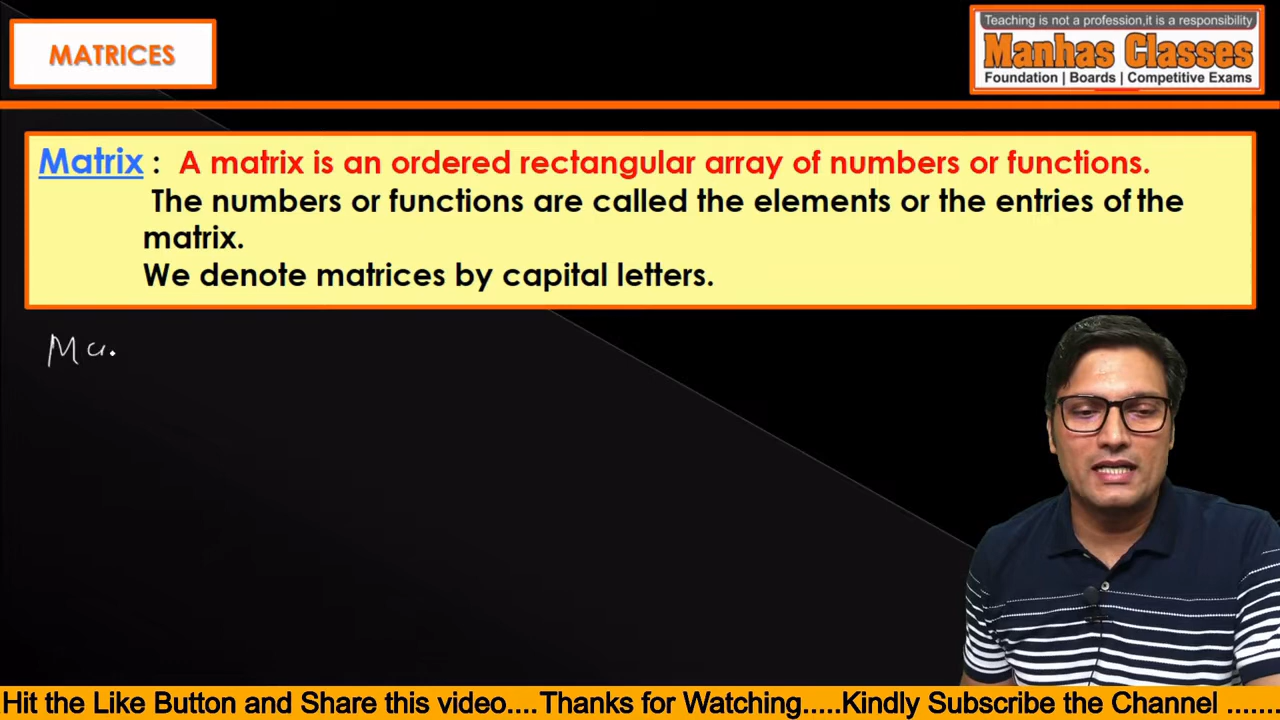 MATRICES
Teaching is not a profession,it is a responsibility
Manhas Classes
Foundation | Boards | Competitive Exams
Matrix : A matrix is an ordered rectangular array of numbers or functions.
The numbers or functions are called the elements or the entries of the
matrix.
We denote matrices by capital letters.
Ma
Hit the Like Button and Share this video....Thanks for Watching.....Kindly Subscribe the Channel .......